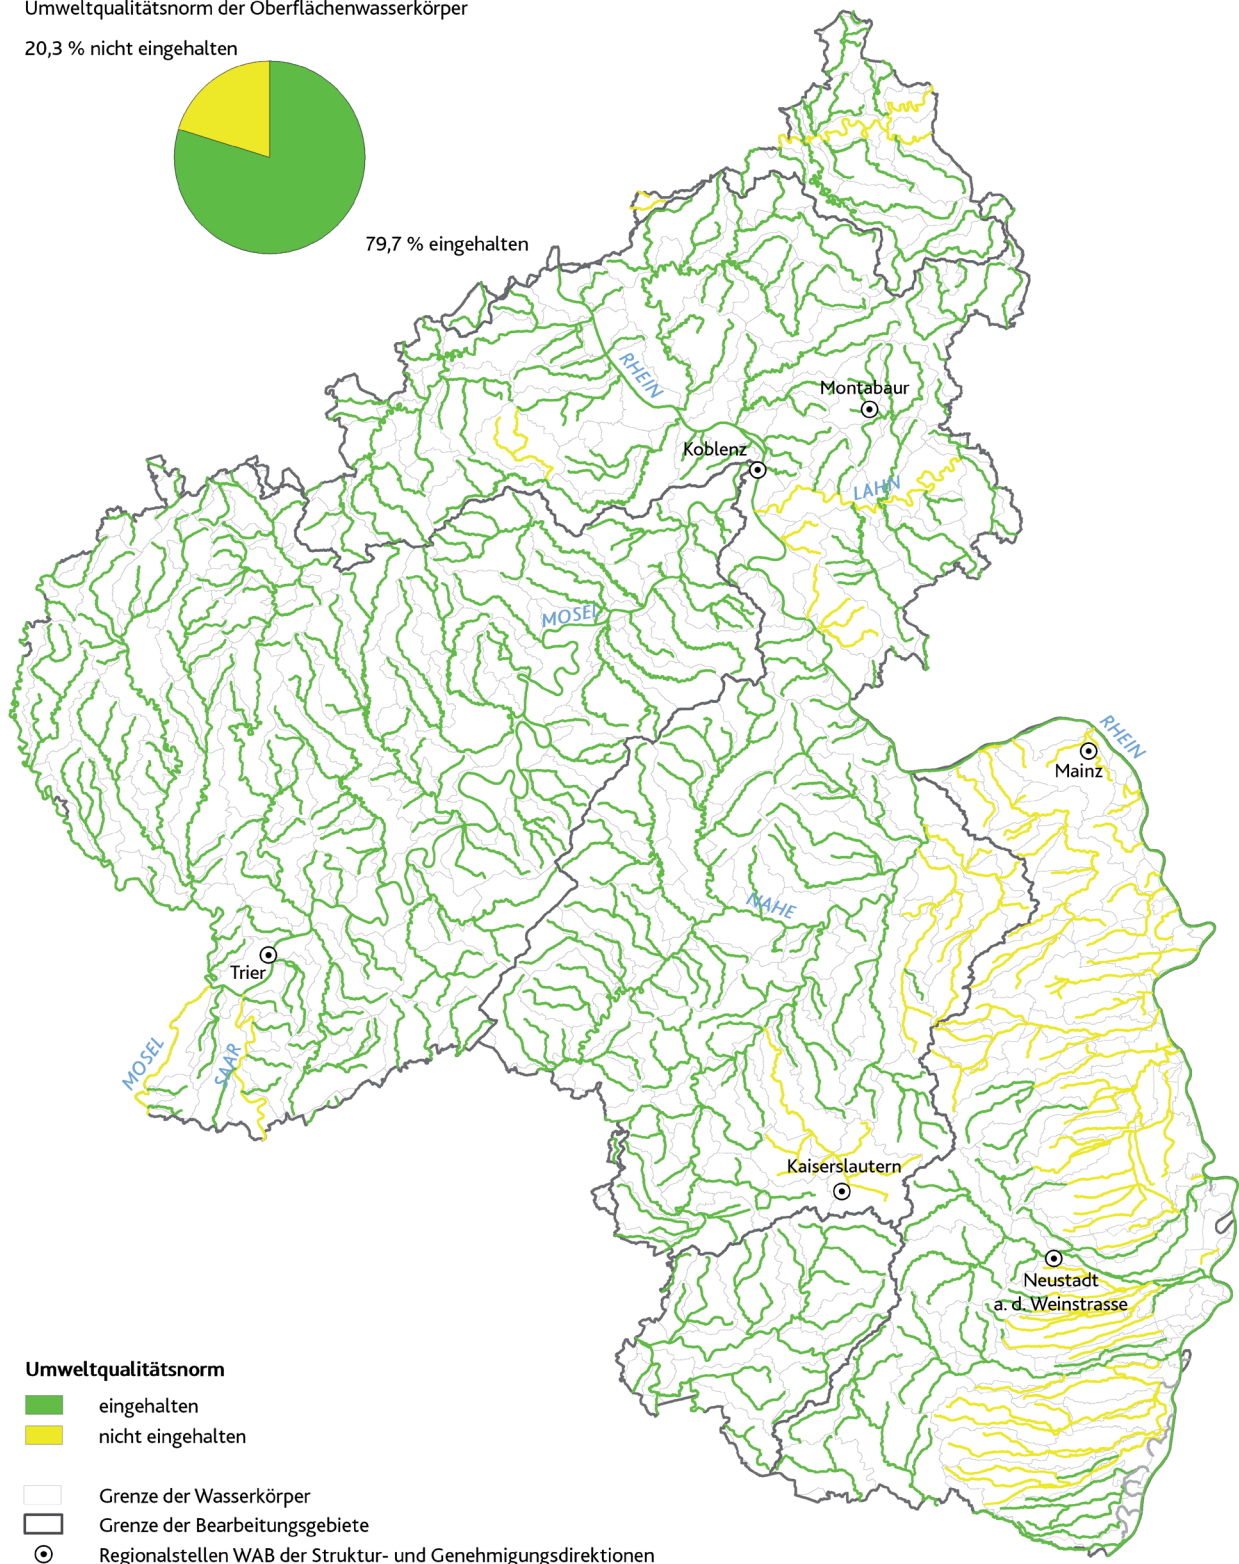 Umweltqualitätsnorm der Oberflächenwasserkörper
20,3 % nicht eingehalten
79,7 % eingehalten
RHEIN
Montabaur
Koblenz
LAHN
MOSEL
RHEIN
Mainz
NAHE
Trier
MOSEL
SAAR
Kaiserslautern
Neustadt
a. d. Weinstrasse
Umweltqualitätsnorm
eingehalten
nicht eingehalten
Grenze der Wasserkörper
Grenze der Bearbeitungsgebiete
Regionalstellen WAB der Struktur- und Genehmigungsdirektionen